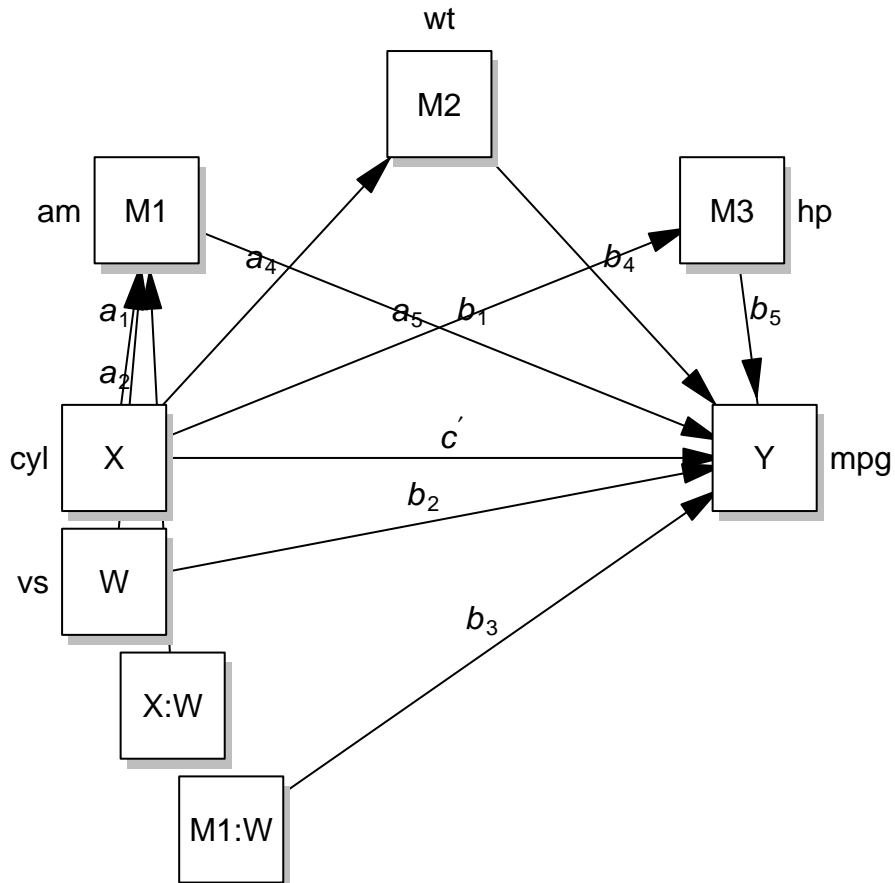 wt
M2
am M1
M3 hp
a4
b4
a1
a5
b1
b5
a2
cyl X
c′
Y mpg
b2
vs W
b3
X:W
M1:W